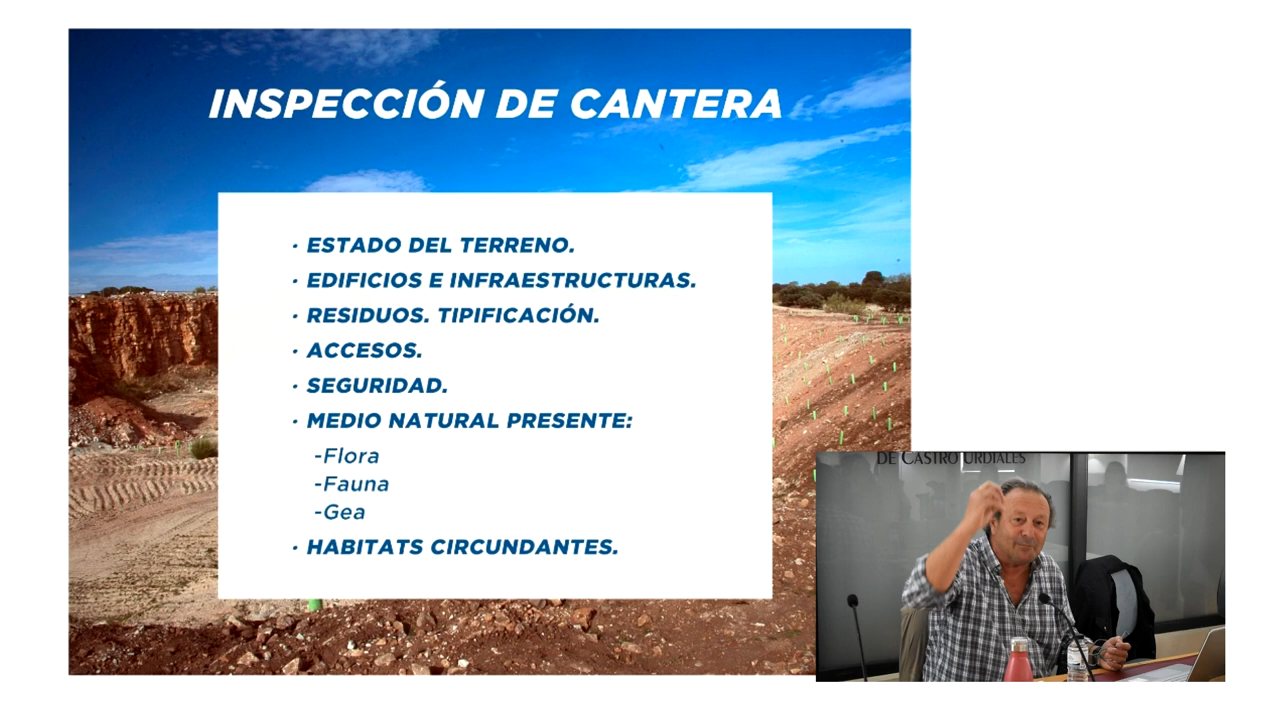 INSPECCIÓN DE CANTERA
· ESTADO DEL TERRENO.
· EDIFICIOS E INFRAESTRUCTURAS.
· RESIDUOS. TIPIFICACIÓN.
· ACCESOS.
· SEGURIDAD.
· MEDIO NATURAL PRESENTE:
-Flora
-Fauna
-Gea
· HABITATS CIRCUNDANTES.
DE CASTRO URDIALES